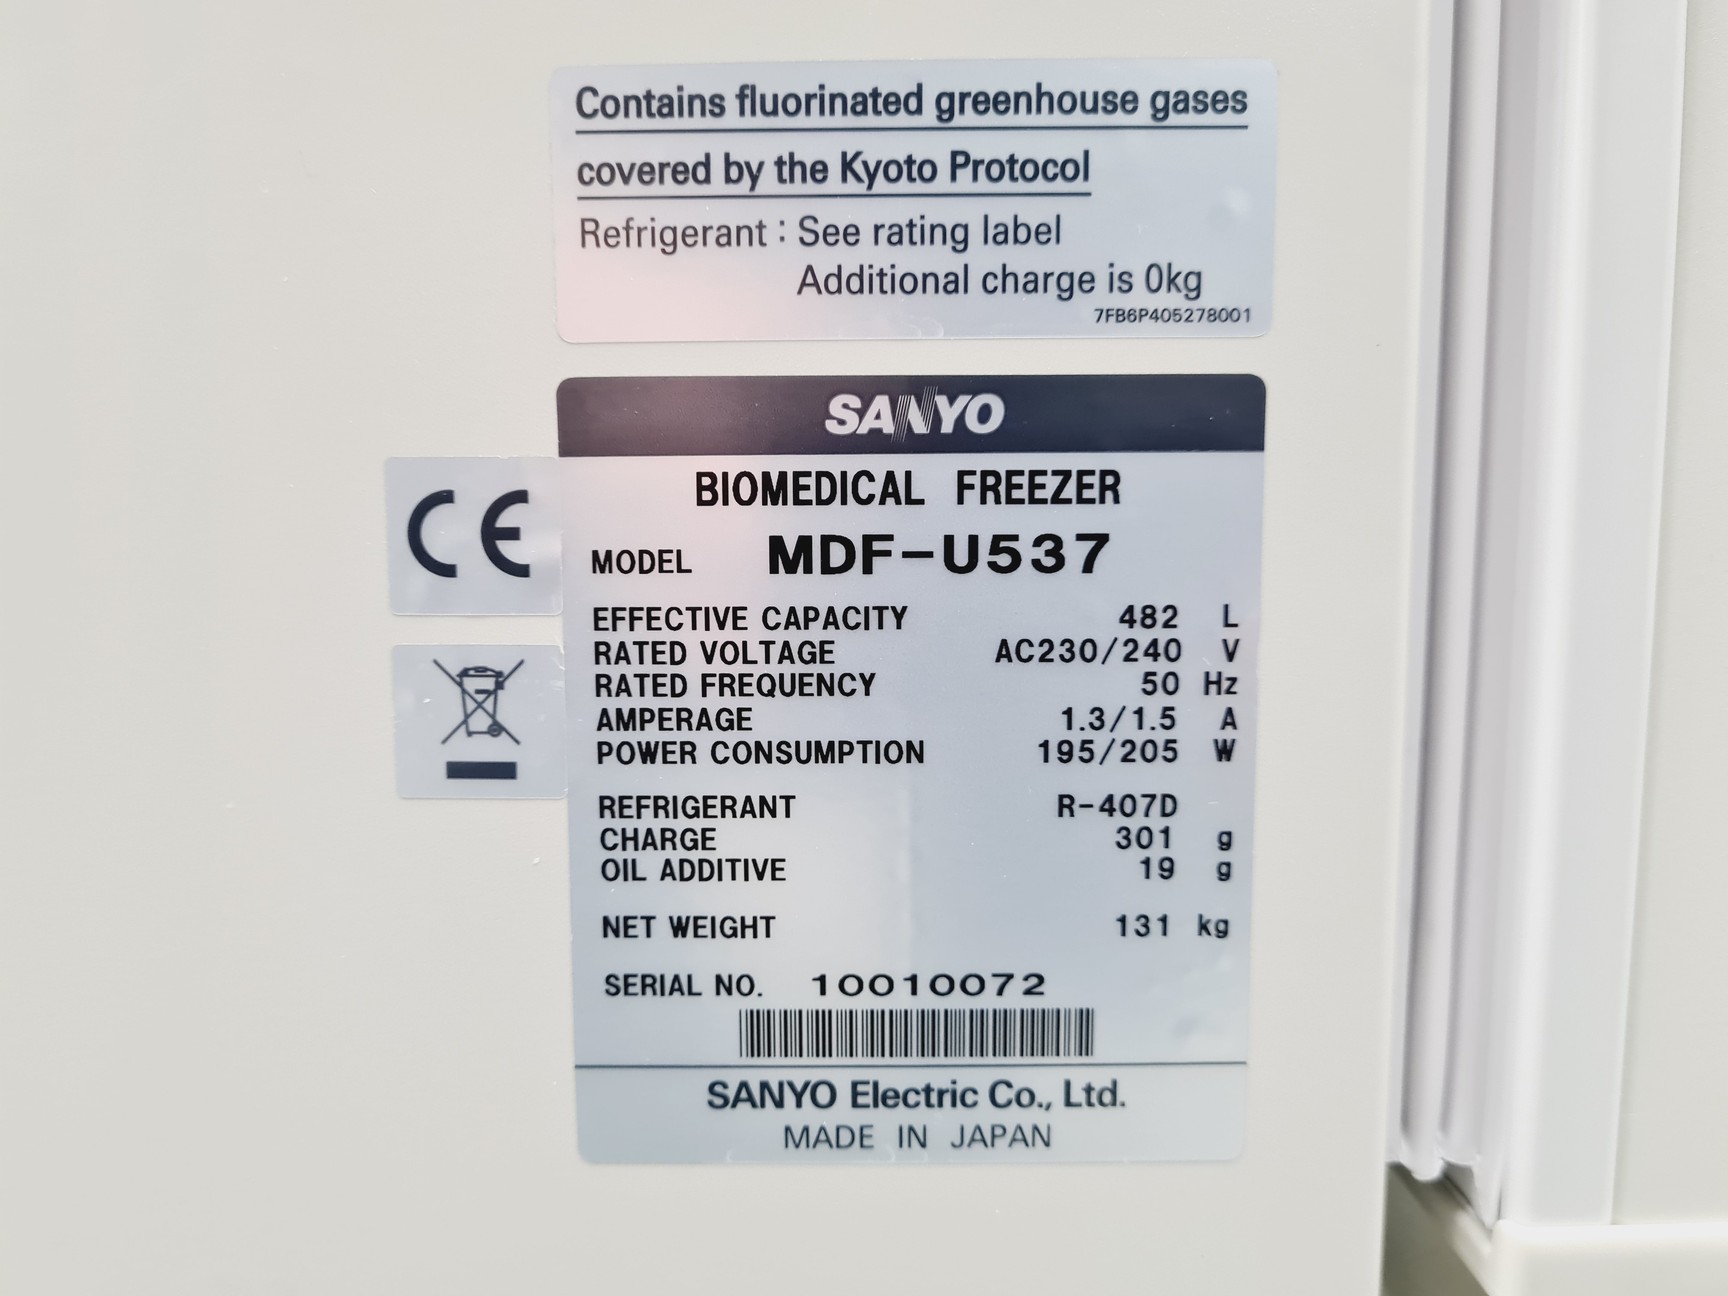 Contains fluorinated greenhouse gases
covered by the Kyoto Protocol
Refrigerant : See rating label
Additional charge is 0kg
7FB6P405278001
SANYO
BIOMEDICAL FREEZER
MODEL MDF-U537
EFFECTIVE CAPACITY 482 L
RATED VOLTAGE AC230/240 V
RATED FREQUENCY 50 Hz
AMPERAGE 1.3/1.5 A
POWER CONSUMPTION 195/205 W
REFRIGERANT R-407D
CHARGE 301 g
OIL ADDITIVE 19 g
NET WEIGHT 131 kg
SERIAL NO. 10010072
SANYO Electric Co., Ltd.
MADE IN JAPAN
CE